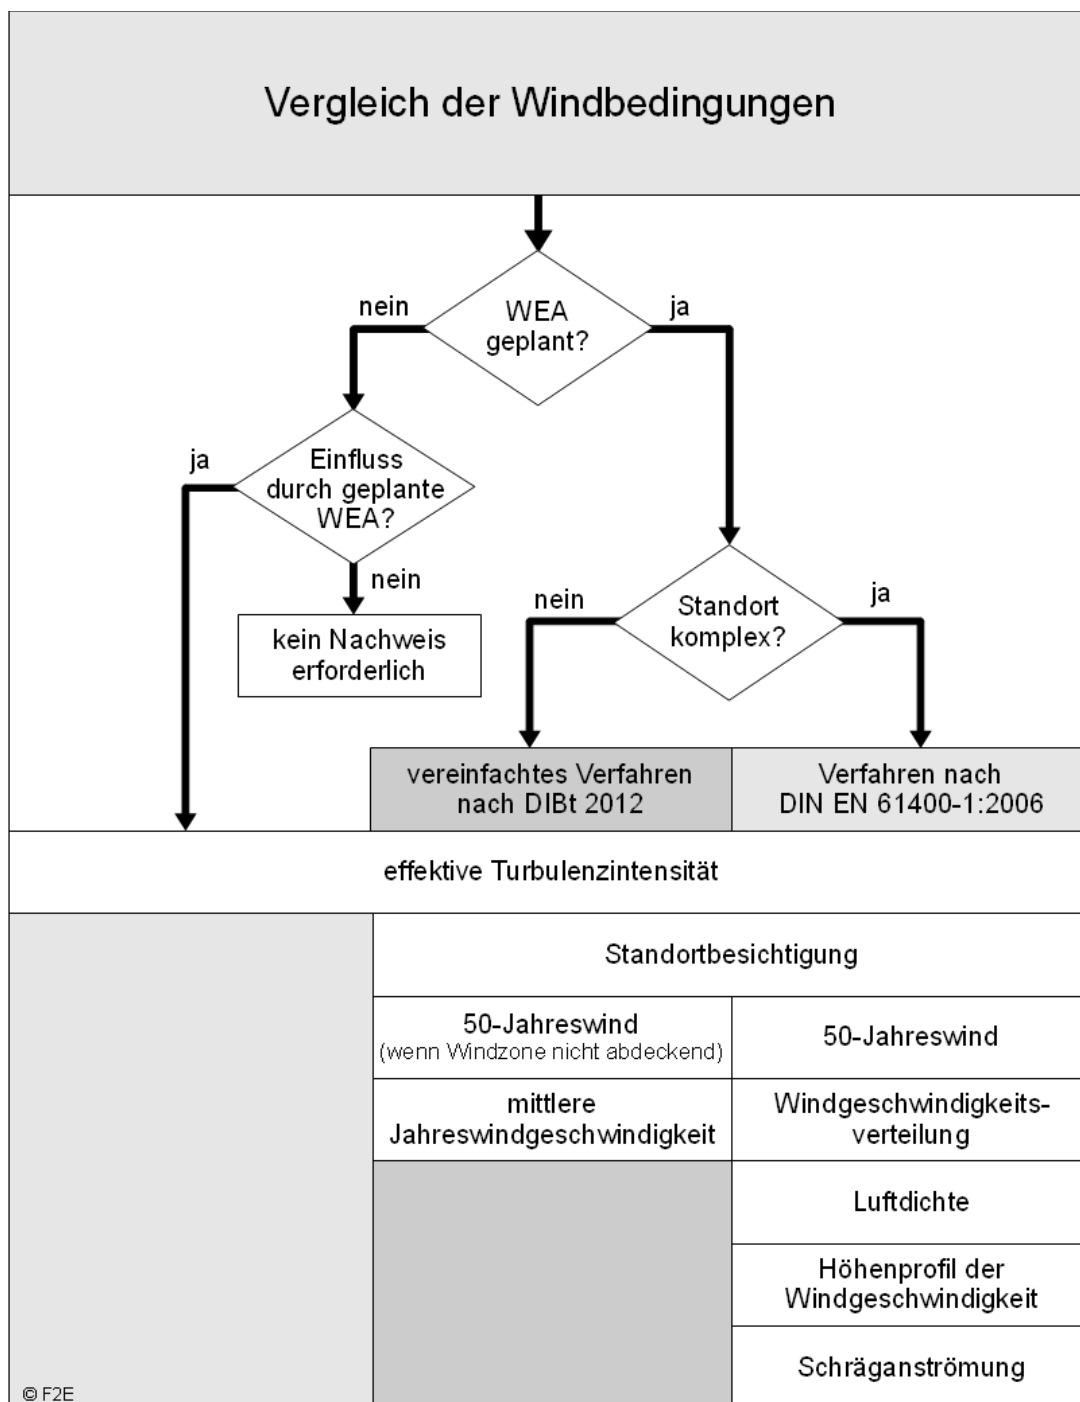 Vergleich der Windbedingungen
nein
WEA
geplant?
ja
ja
Einfluss
durch geplante
WEA?
nein
kein Nachweis
erforderlich
nein
Standort
komplex?
ja
vereinfachtes Verfahren
nach DIBt 2012
Verfahren nach
DIN EN 61400-1:2006
effektive Turbulenzintensität
Standortbesichtigung
50-Jahreswind
(wenn Windzone nicht abdeckend)
50-Jahreswind
mittlere
Jahreswindgeschwindigkeit
Windgeschwindigkeits-
verteilung
Luftdichte
Höhenprofil der
Windgeschwindigkeit
Schräganströmung
© F2E